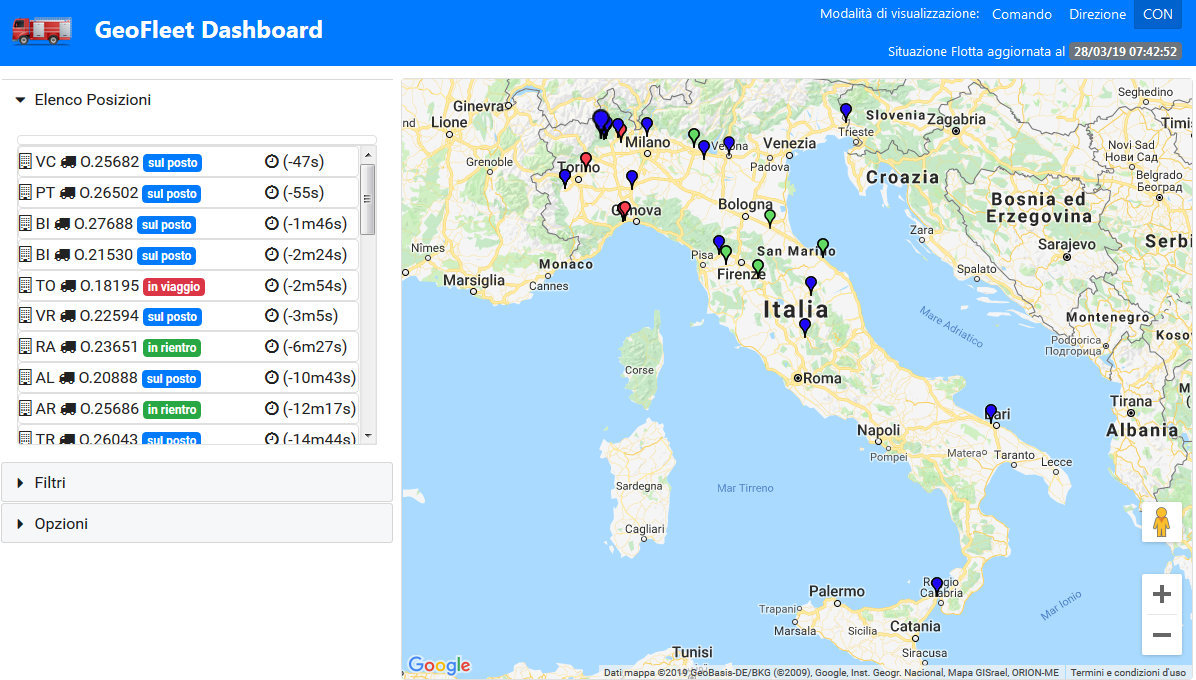 GeoFleet Dashboard
Modalità di visualizzazione: Comando Direzione CON
Situazione Flotta aggiornata al 28/03/19 07:42:52
Elenco Posizioni
VC O.25682 sul posto (-47s)
PT O.26502 sul posto (-55s)
BI O.27688 sul posto (-1m46s)
BI O.21530 sul posto (-2m24s)
TO O.18195 in viaggio (-2m54s)
VR O.22594 sul posto (-3m5s)
RA O.23651 in rientro (-6m27s)
AL O.20888 sul posto (-10m43s)
AR O.25686 in rientro (-12m17s)
TR O.26043 sul posto (-14m44s)
Filtri
Opzioni
Seghedino
Ginevra
Lione
Slovenia
Zagabria
Trieste
Milano
Verona
Venezia
Padova
Grenoble
Torino
Novi Sad
Нови Сад
Croazia
Belgrado
Београд
Bosnia ed
Erzegovina
Genova
Bologna
Zara
Sarajevo
Serbi
Nîmes
Monaco
Cannes
Marsiglia
Pisa
Firenze
San Marino
Spalato
Italia
Mare Adriatico
Montenegro
Podgorica
Подгорица
Koso
Corse
Roma
Tirana
Albania
Bari
Napoli
Pompei
Matera
Taranto
Lecce
Sardegna
Mar Tirreno
Cagliari
Reggio
Calabria
Palermo
Trapani
Marsala
Sicilia
Catania
Siracusa
Mar Ionio
Tunisi
Google
Dati mappa ©2019 GeoBasis-DE/BKG (©2009), Google, Inst. Geogr. Nacional, Mapa GISrael, ORION-ME
Termini e condizioni d'uso